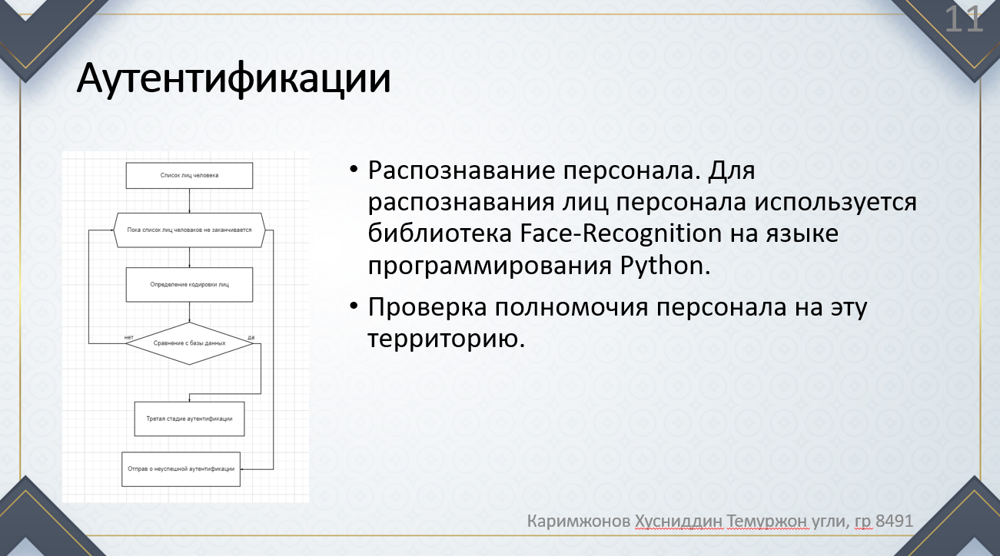 11
Аутентификации
Список лиц человека
Пока список лиц человаков не заканчивается
Определение кодировки лиц
нет
Сравнение с базы данных
да
Третая стадие аутентификации
Отправ о неуспешной аутентификации
• Распознавание персонала. Для
распознавания лиц персонала используется
библиотека Face-Recognition на языке
программирования Python.
• Проверка полномочия персонала на эту
территорию.
Каримжонов Хусниддин Темуржон угли, гр 8491